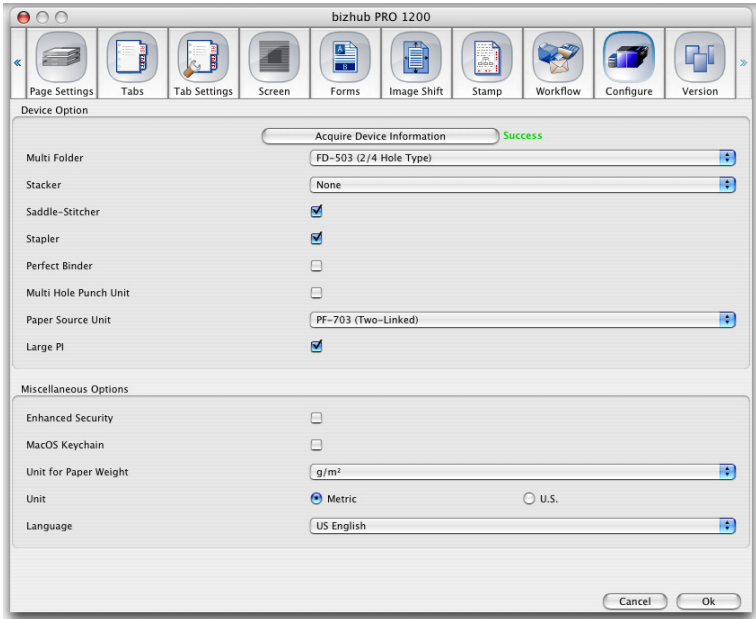 bizhub PRO 1200
« Page Settings Tabs Tab Settings Screen Forms Image Shift Stamp Workflow Configure Version »
Device Option
Acquire Device Information Success
Multi Folder FD-503 (2/4 Hole Type)
Stacker None
Saddle-Stitcher
Stapler
Perfect Binder
Multi Hole Punch Unit
Paper Source Unit PF-703 (Two-Linked)
Large PI
Miscellaneous Options
Enhanced Security
MacOS Keychain
Unit for Paper Weight g/m²
Unit Metric U.S.
Language US English
Cancel Ok